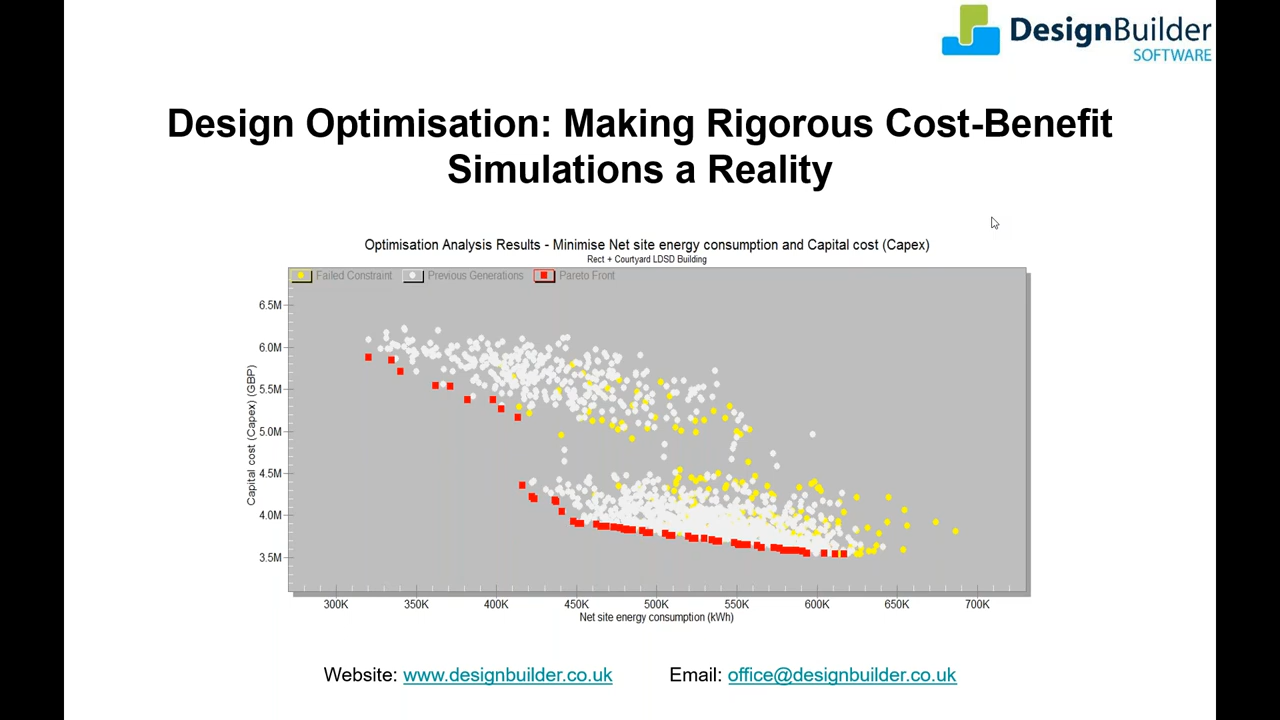 DesignBuilder
SOFTWARE
Design Optimisation: Making Rigorous Cost-Benefit
Simulations a Reality
Optimisation Analysis Results - Minimise Net site energy consumption and Capital cost (Capex)
Rect + Courtyard LDSD Building
Failed Constraint Previous Generations Pareto Front
Capital cost (Capex) (GBP)
6.5M
6.0M
5.5M
5.0M
4.5M
4.0M
3.5M
300K 350K 400K 450K 500K 550K 600K 650K 700K
Net site energy consumption (kWh)
Website: www.designbuilder.co.uk Email: office@designbuilder.co.uk